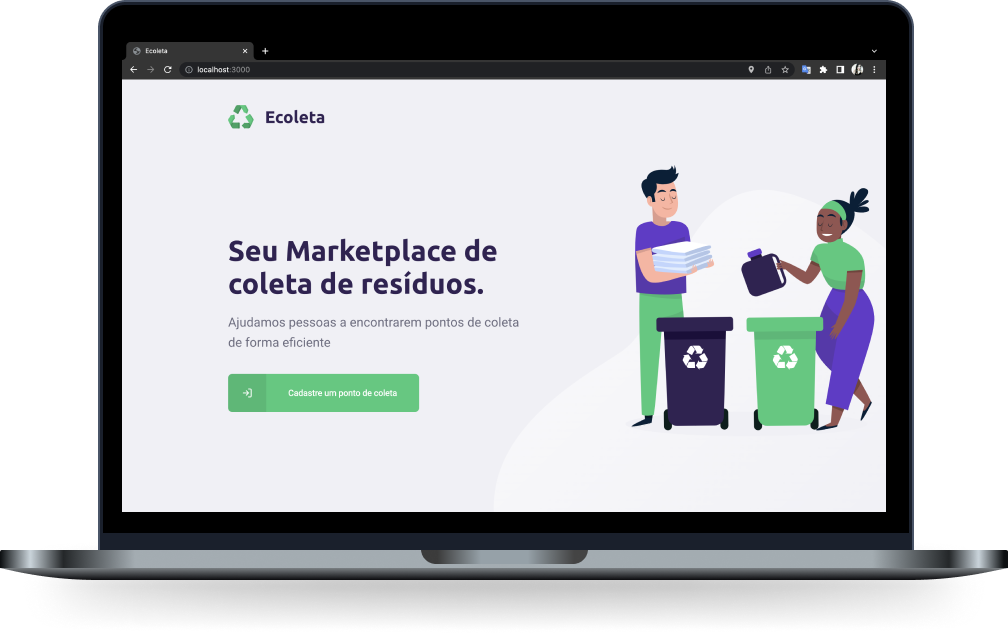 Ecoleta
localhost:3000
Ecoleta
Seu Marketplace de
coleta de resíduos.
Ajudamos pessoas a encontrarem pontos de coleta
de forma eficiente
Cadastre um ponto de coleta